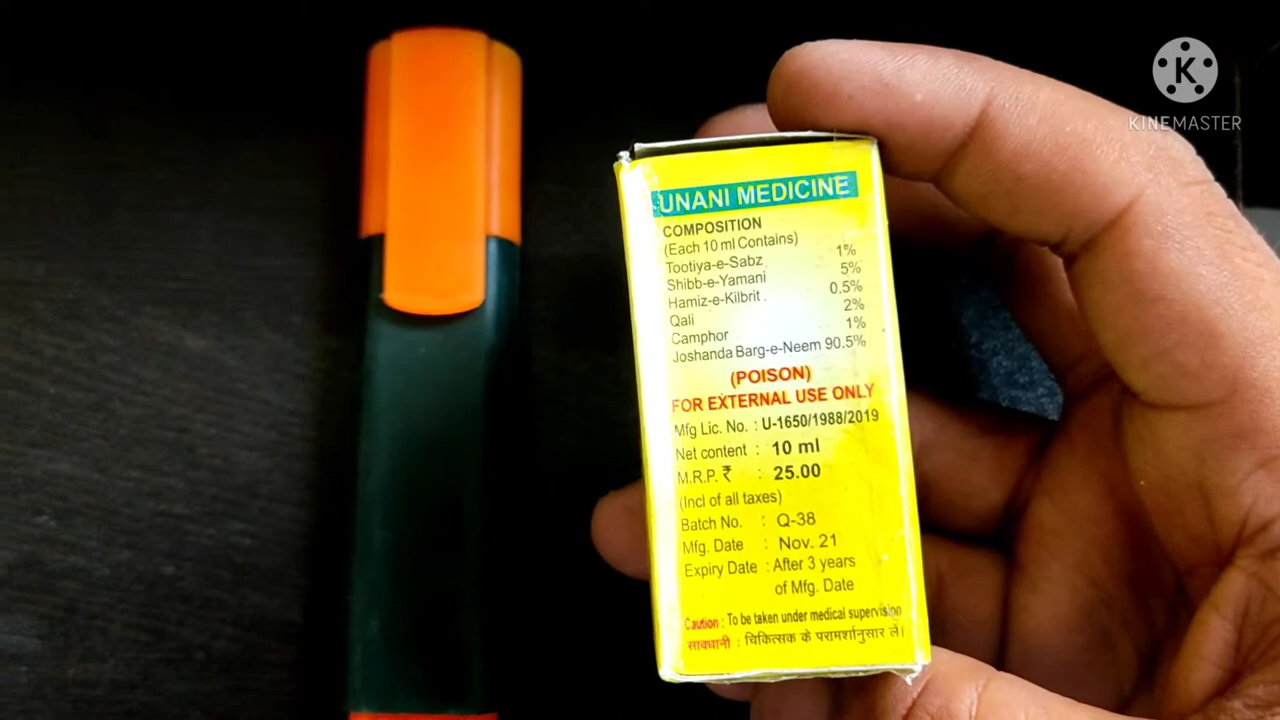 KINEMASTER
UNANI MEDICINE
COMPOSITION
(Each 10 ml Contains)
Tootiya-e-Sabz 1%
Shibb-e-Yamani 5%
Hamiz-e-Kilbrit . 0.5%
Qali 2%
Camphor 1%
Joshanda Barg-e-Neem 90.5%
(POISON)
FOR EXTERNAL USE ONLY
Mfg Lic. No. : U-1650/1988/2019
Net content : 10 ml
M.R.P. ₹ : 25.00
(Incl of all taxes)
Batch No. : Q-38
Mfg. Date : Nov. 21
Expiry Date : After 3 years
of Mfg. Date
Caution : To be taken under medical supervision
सावधानी : चिकित्सक के परामर्शानुसार लें।